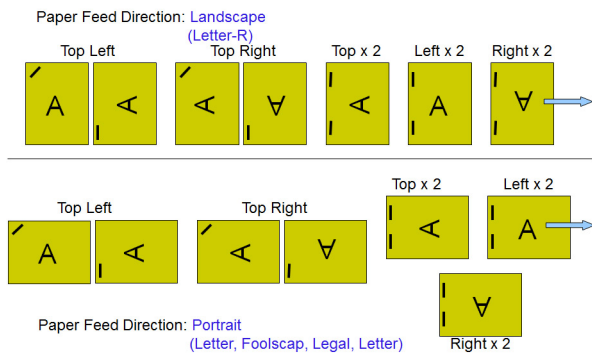 Paper Feed Direction: Landscape
(Letter-R)
Top Left
Top Right
Top x 2
Left x 2
Right x 2
A
A
A
A
A
A
A
Top x 2
Left x 2
Top Left
Top Right
A
A
A
A
A
A
A
Right x 2
Paper Feed Direction: Portrait
(Letter, Foolscap, Legal, Letter)